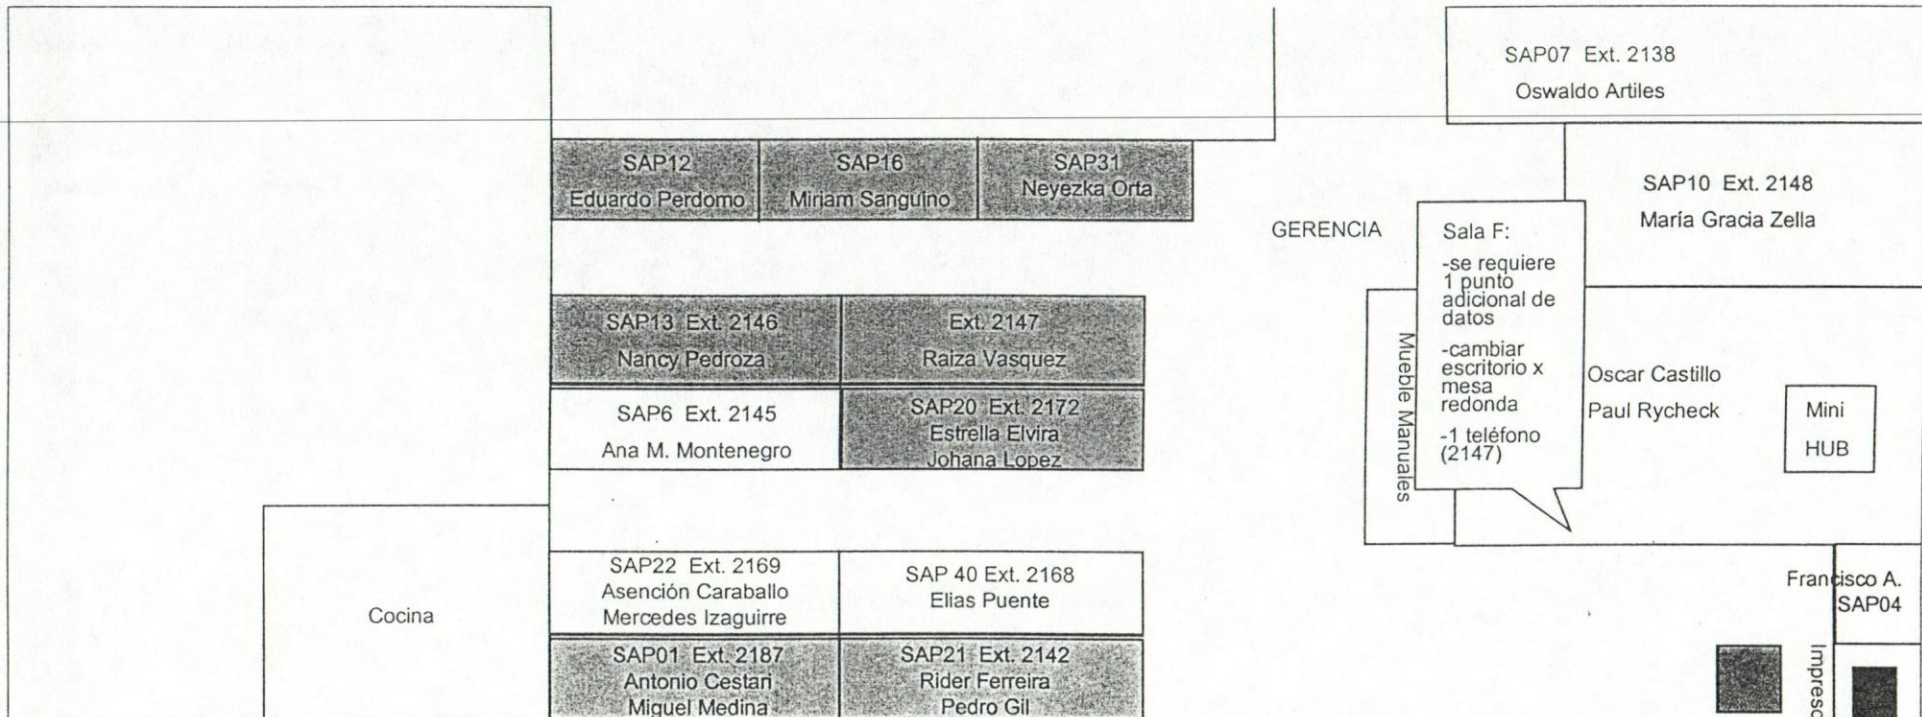 SAP07 Ext. 2138
Oswaldo Artiles
SAP12
Eduardo Perdomo
SAP16
Miriam Sanguino
SAP31
Neyezka Orta
SAP10 Ext. 2148
María Gracia Zella
GERENCIA
Sala F:
-se requiere
1 punto
adicional de
datos
-cambiar
escritorio x
mesa
redonda
-1 teléfono
(2147)
SAP13 Ext. 2146
Nancy Pedroza
Ext. 2147
Raiza Vasquez
Mueble Manuales
Oscar Castillo
Paul Rycheck
Mini
HUB
SAP6 Ext. 2145
Ana M. Montenegro
SAP20 Ext. 2172
Estrella Elvira
Johana Lopez
Cocina
SAP22 Ext. 2169
Asención Caraballo
Mercedes Izaguirre
SAP 40 Ext. 2168
Elias Puente
Francisco A.
SAP04
SAP01 Ext. 2187
Antonio Cestari
Miguel Medina
SAP21 Ext. 2142
Rider Ferreira
Pedro Gil